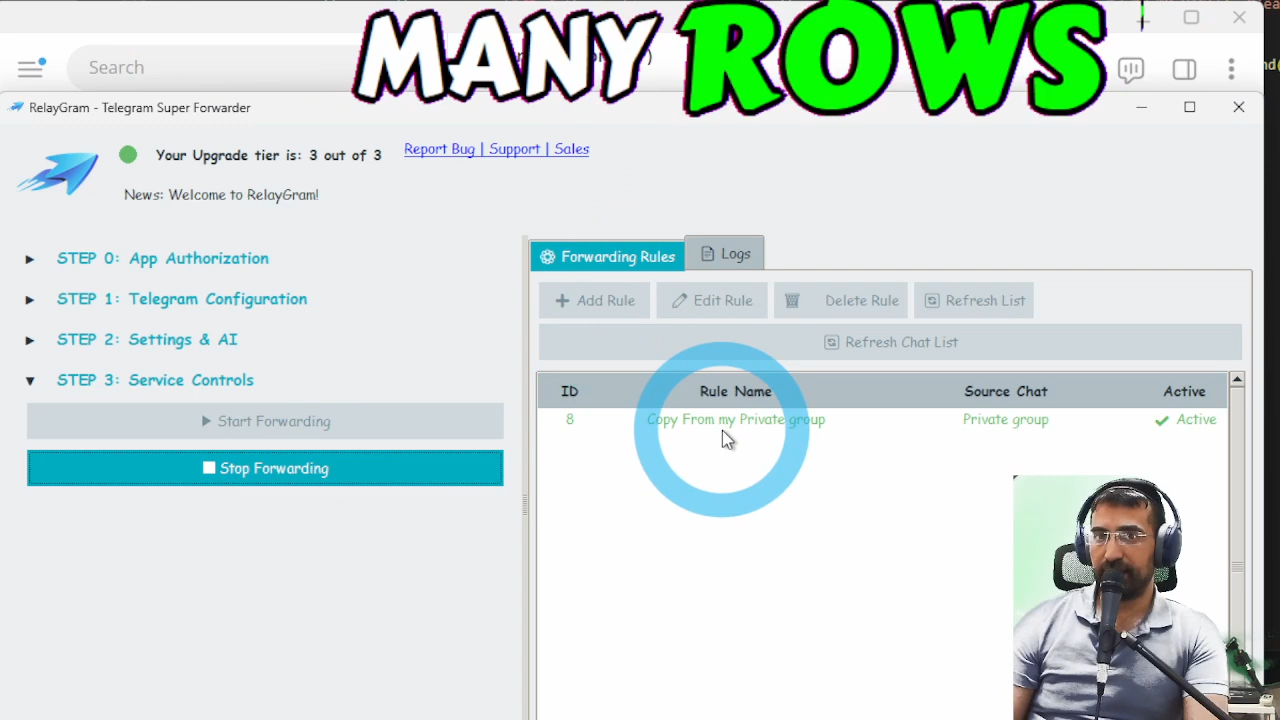 MANY ROWS
Search
RelayGram - Telegram Super Forwarder
Your Upgrade tier is: 3 out of 3
Report Bug | Support | Sales
News: Welcome to RelayGram!
STEP 0: App Authorization
STEP 1: Telegram Configuration
STEP 2: Settings & AI
STEP 3: Service Controls
Start Forwarding
Stop Forwarding
Forwarding Rules
Logs
Add Rule
Edit Rule
Delete Rule
Refresh List
Refresh Chat List
ID Rule Name Source Chat Active
8 Copy From my Private group Private group Active